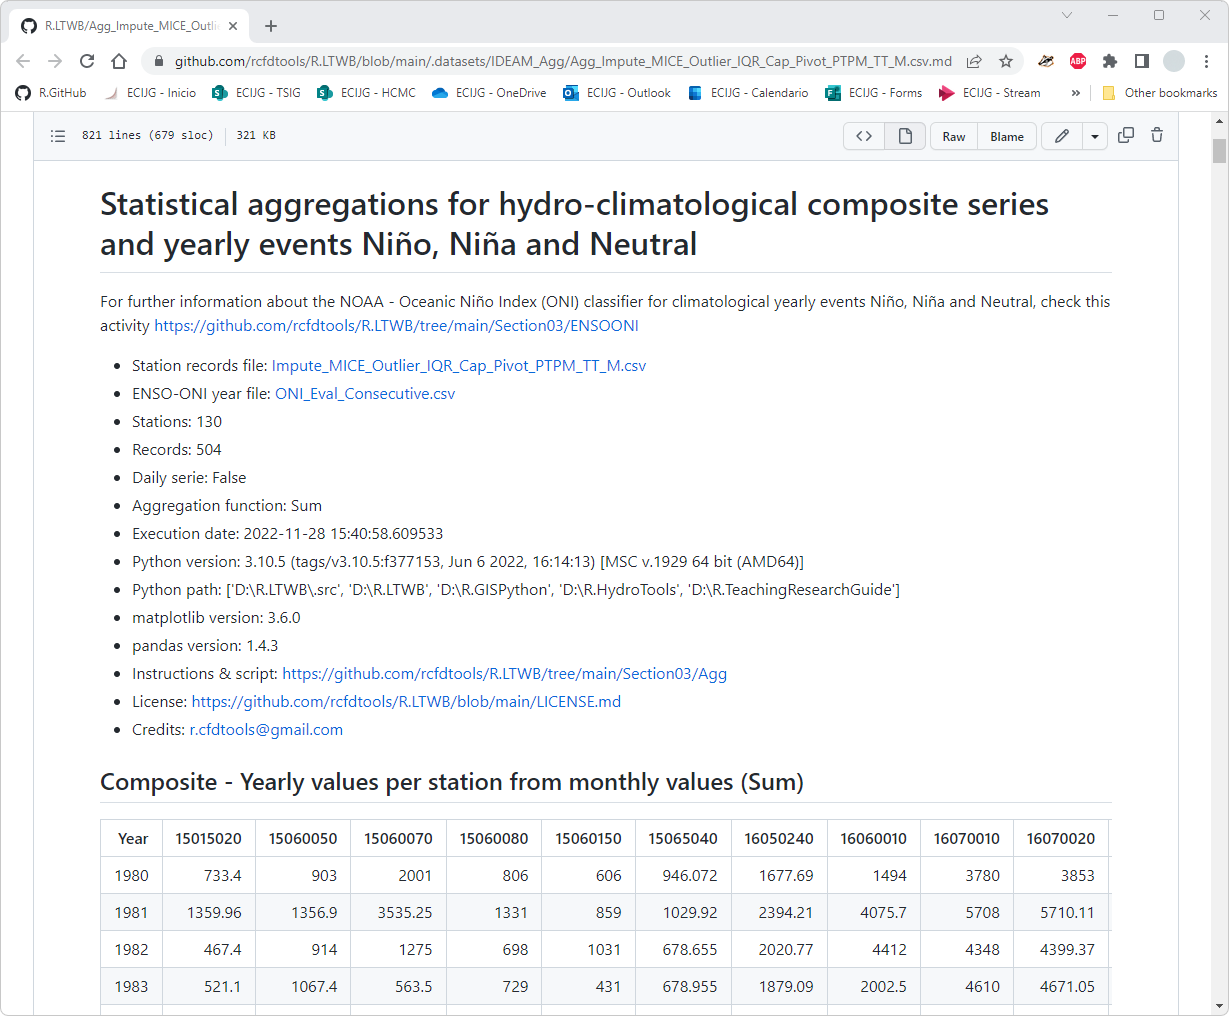 R.LTWB/Agg_Impute_MICE_Outli
github.com/rcfdtools/R.LTWB/blob/main/.datasets/IDEAM_Agg/Agg_Impute_MICE_Outlier_IQR_Cap_Pivot_PTPM_TT_M.csv.md
ABP
R.GitHub ECIJG - Inicio ECIJG - TSIG ECIJG - HCMC ECIJG - OneDrive ECIJG - Outlook ECIJG - Calendario ECIJG - Forms ECIJG - Stream » Other bookmarks
821 lines (679 sloc) 321 KB
Raw Blame
Statistical aggregations for hydro-climatological composite series
and yearly events Niño, Niña and Neutral
For further information about the NOAA - Oceanic Niño Index (ONI) classifier for climatological yearly events Niño, Niña and Neutral, check this
activity https://github.com/rcfdtools/R.LTWB/tree/main/Section03/ENSOONI
• Station records file: Impute_MICE_Outlier_IQR_Cap_Pivot_PTPM_TT_M.csv
• ENSO-ONI year file: ONI_Eval_Consecutive.csv
• Stations: 130
• Records: 504
• Daily serie: False
• Aggregation function: Sum
• Execution date: 2022-11-28 15:40:58.609533
• Python version: 3.10.5 (tags/v3.10.5:f377153, Jun 6 2022, 16:14:13) [MSC v.1929 64 bit (AMD64)]
• Python path: ['D:\R.LTWB\.src', 'D:\R.LTWB', 'D:\R.GISPython', 'D:\R.HydroTools', 'D:\R.TeachingResearchGuide']
• matplotlib version: 3.6.0
• pandas version: 1.4.3
• Instructions & script: https://github.com/rcfdtools/R.LTWB/tree/main/Section03/Agg
• License: https://github.com/rcfdtools/R.LTWB/blob/main/LICENSE.md
• Credits: r.cfdtools@gmail.com
Composite - Yearly values per station from monthly values (Sum)
Year 15015020 15060050 15060070 15060080 15060150 15065040 16050240 16060010 16070010 16070020
1980 733.4 903 2001 806 606 946.072 1677.69 1494 3780 3853
1981 1359.96 1356.9 3535.25 1331 859 1029.92 2394.21 4075.7 5708 5710.11
1982 467.4 914 1275 698 1031 678.655 2020.77 4412 4348 4399.37
1983 521.1 1067.4 563.5 729 431 678.955 1879.09 2002.5 4610 4671.05